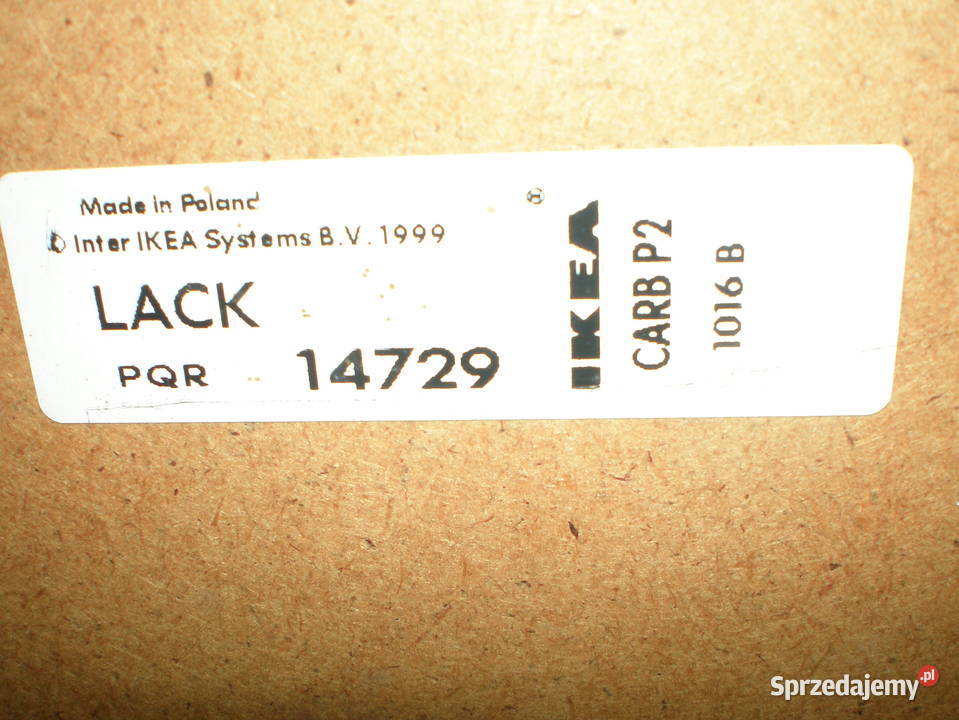 Made in Poland
© Inter IKEA Systems B.V. 1999
LACK
PQR 14729
®
IKEA
CARB P2
1016 B
Sprzedajemy.pl